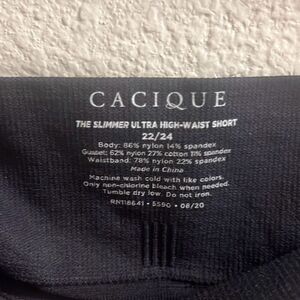 CACIQUE
THE SLIMMER ULTRA HIGH-WAIST SHORT
22/24
Body: 86% nylon 14% spandex
Gusset: 62% nylon 27% cotton 11% spandex
Waistband: 78% nylon 22% spandex
Made in China
Machine wash cold with like colors.
Only non-chlorine bleach when needed.
Tumble dry low. Do not iron.
RN118641 • 5590 • 08/20